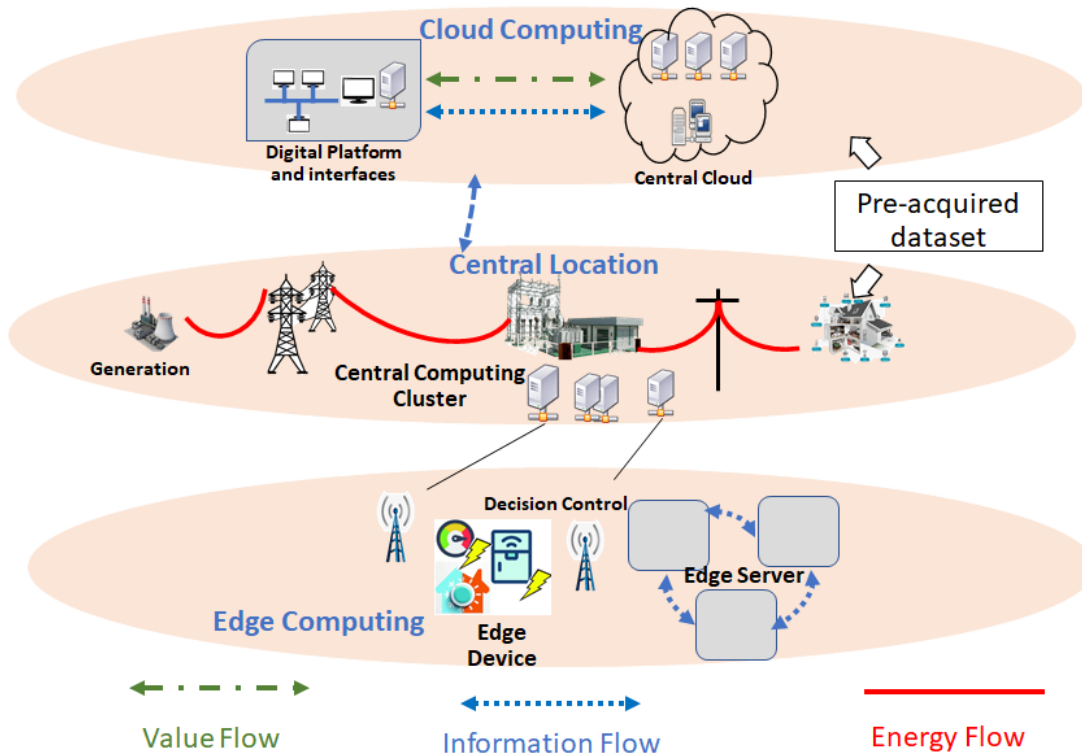 Cloud Computing
Digital Platform
and interfaces
Central Cloud
Pre-acquired
dataset
Central Location
Generation
Central Computing
Cluster
Decision Control
Edge Server
Edge Computing
Edge
Device
Value Flow
Information Flow
Energy Flow